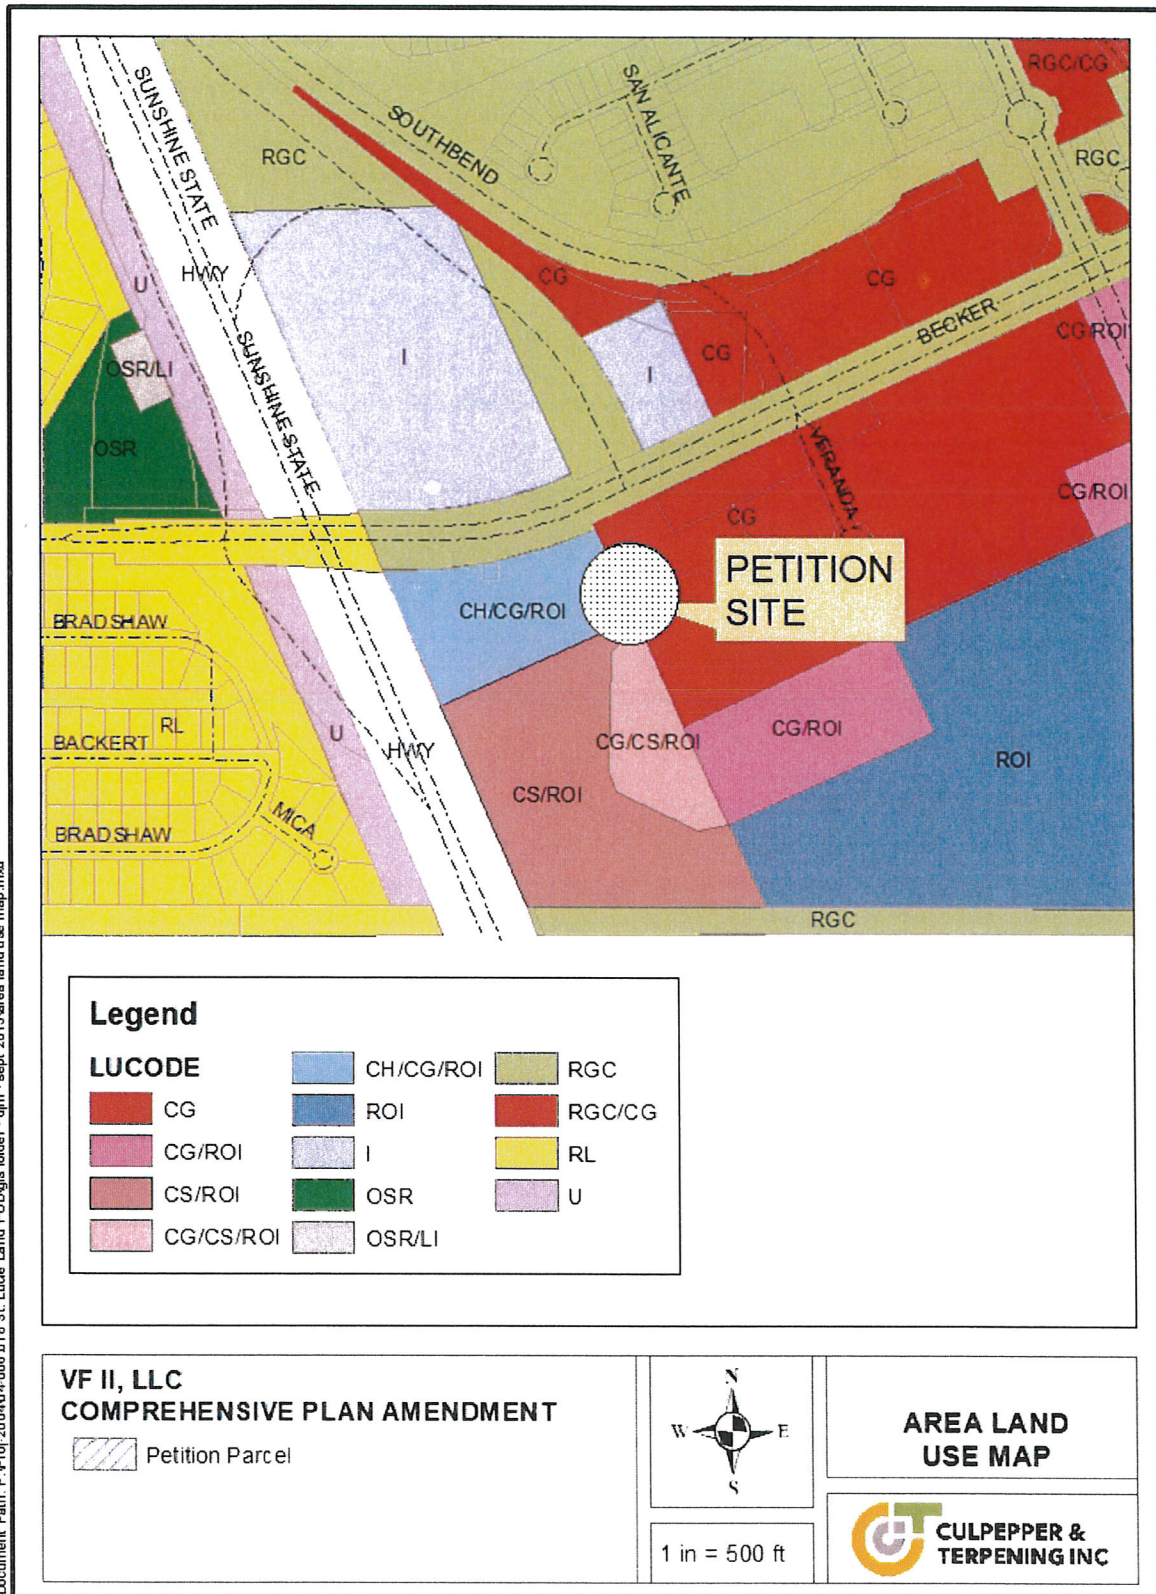 RGC/CG
SUNSHINE STATE
SAN ALICANTE
SOUTHBEND
RGC
RGC
HWY
U
CG
CG
BECKER
CG/ROI
SUNSHINE STATE
OSR/LI
I
I
CG
OSR
VERANDA
CG/ROI
CG
PETITION
SITE
CH/CG/ROI
BRADSHAW
RL
U
BACKERT
HWY
CG/CS/ROI
CG/ROI
ROI
CS/ROI
MICA
BRADSHAW
RGC
Legend
LUCODE
CG
CG/ROI
CS/ROI
CG/CS/ROI
CH/CG/ROI
ROI
I
OSR
OSR/LI
RGC
RGC/CG
RL
U
VF II, LLC
COMPREHENSIVE PLAN AMENDMENT
Petition Parcel
N
W
E
S
1 in = 500 ft
AREA LAND
USE MAP
CULPEPPER &
TERPENING INC